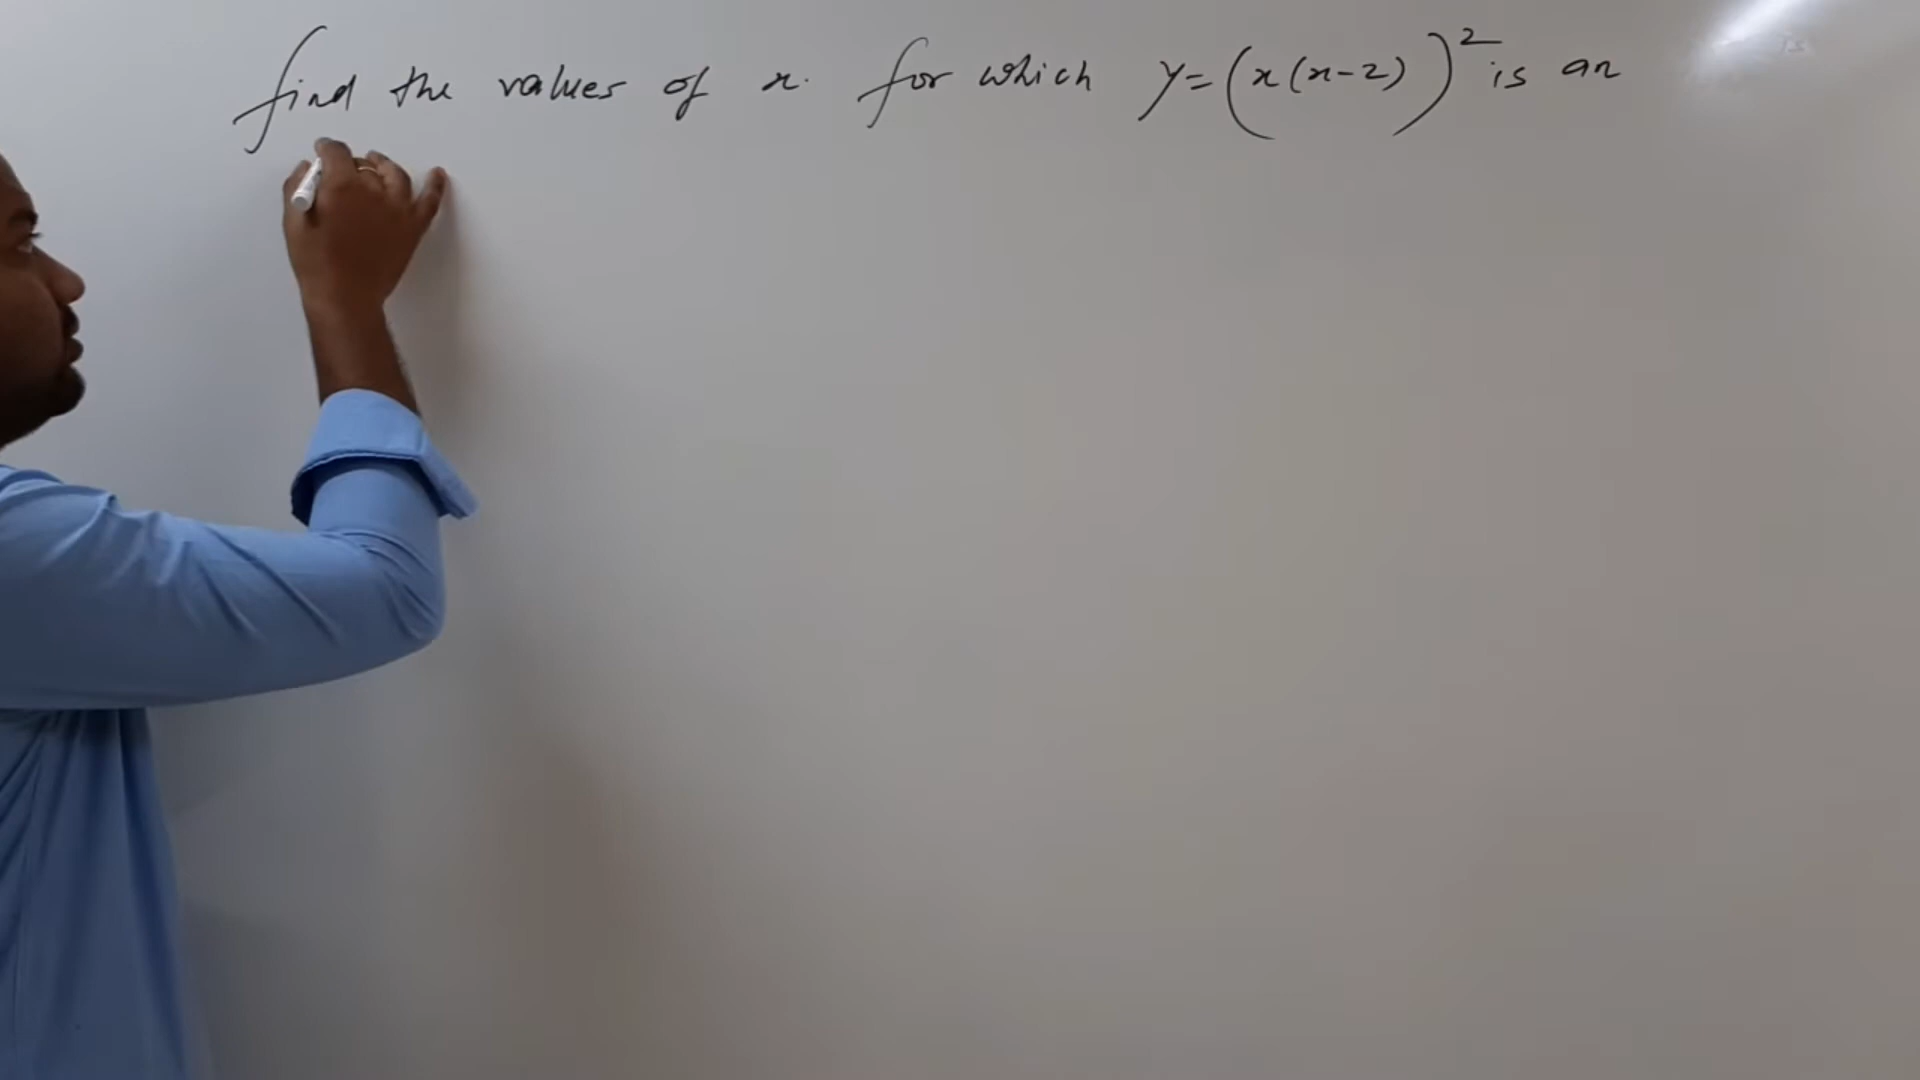 find the values of x. for which y=(x(x-2))² is an